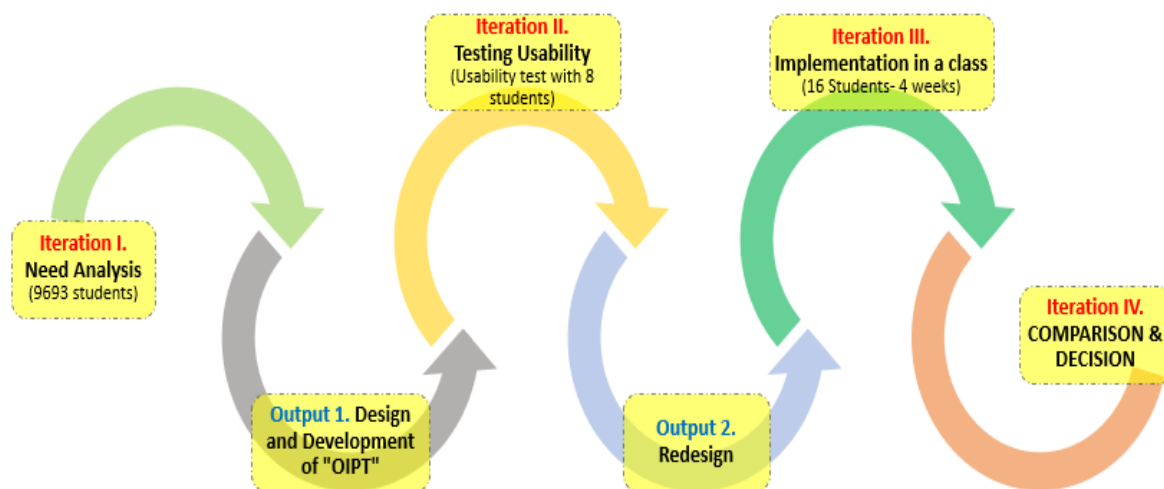 Iteration I.
Need Analysis
(9693 students)
Output 1. Design
and Development
of "OIPT"
Iteration II.
Testing Usability
(Usability test with 8
students)
Output 2.
Redesign
Iteration III.
Implementation in a class
(16 Students- 4 weeks)
Iteration IV.
COMPARISON &
DECISION